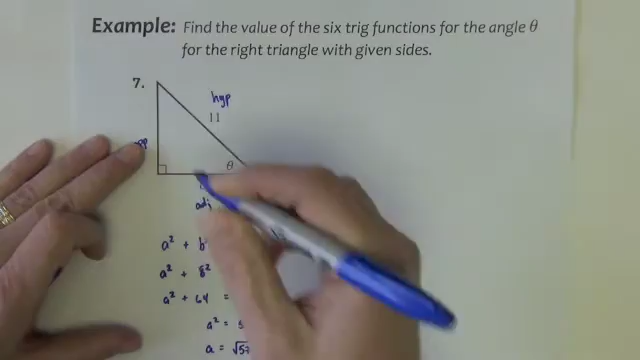 Example: Find the value of the six trig functions for the angle θ
for the right triangle with given sides.
7.
hyp
11
θ
adj
a² + b
a² + 8²
a² + 64 =
a² = 5
a = √57